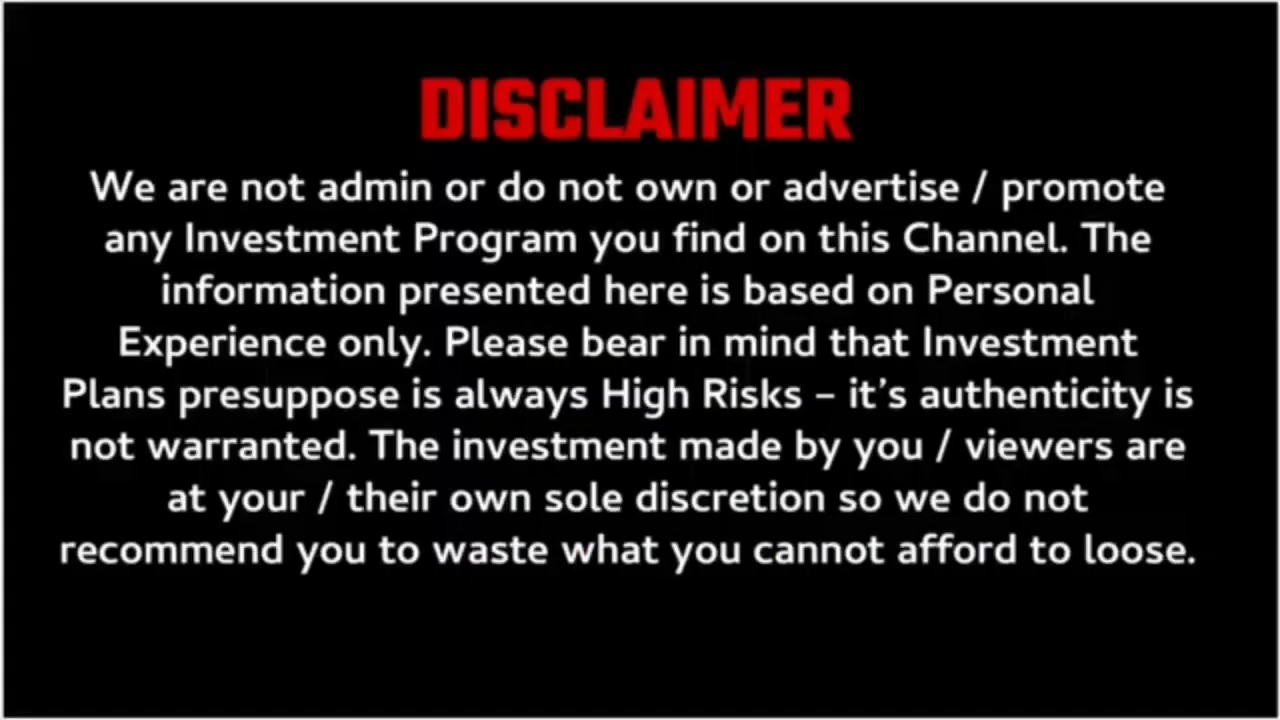 DISCLAIMER
We are not admin or do not own or advertise / promote
any Investment Program you find on this Channel. The
information presented here is based on Personal
Experience only. Please bear in mind that Investment
Plans presuppose is always High Risks – it’s authenticity is
not warranted. The investment made by you / viewers are
at your / their own sole discretion so we do not
recommend you to waste what you cannot afford to loose.